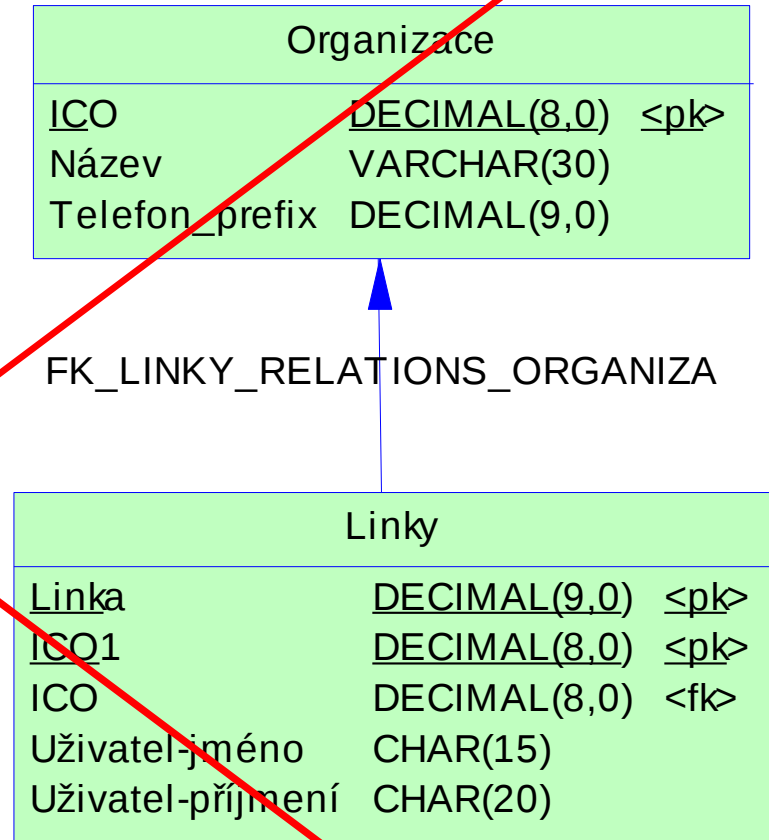 Organizace
ICO DECIMAL(8,0) <pk>
Název VARCHAR(30)
Telefon_prefix DECIMAL(9,0)
FK_LINKY_RELATIONS_ORGANIZA
Linky
Linka DECIMAL(9,0) <pk>
ICO1 DECIMAL(8,0) <pk>
ICO DECIMAL(8,0) <fk>
Uživatel-jméno CHAR(15)
Uživatel-příjmení CHAR(20)